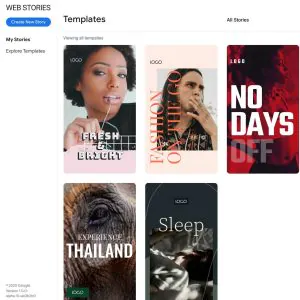 WEB STORIES
Create New Story
My Stories
Explore Templates
Templates
All Stories
Viewing all templates
LOGO
FRESH
&
BRIGHT
LOGO
FASHION
ON THE GO
LOGO
NO
DAYS
OFF
EXPERIENCE
THAILAND
LOGO
LOGO
Sleep
© 2020 Google
Version 1.0.0